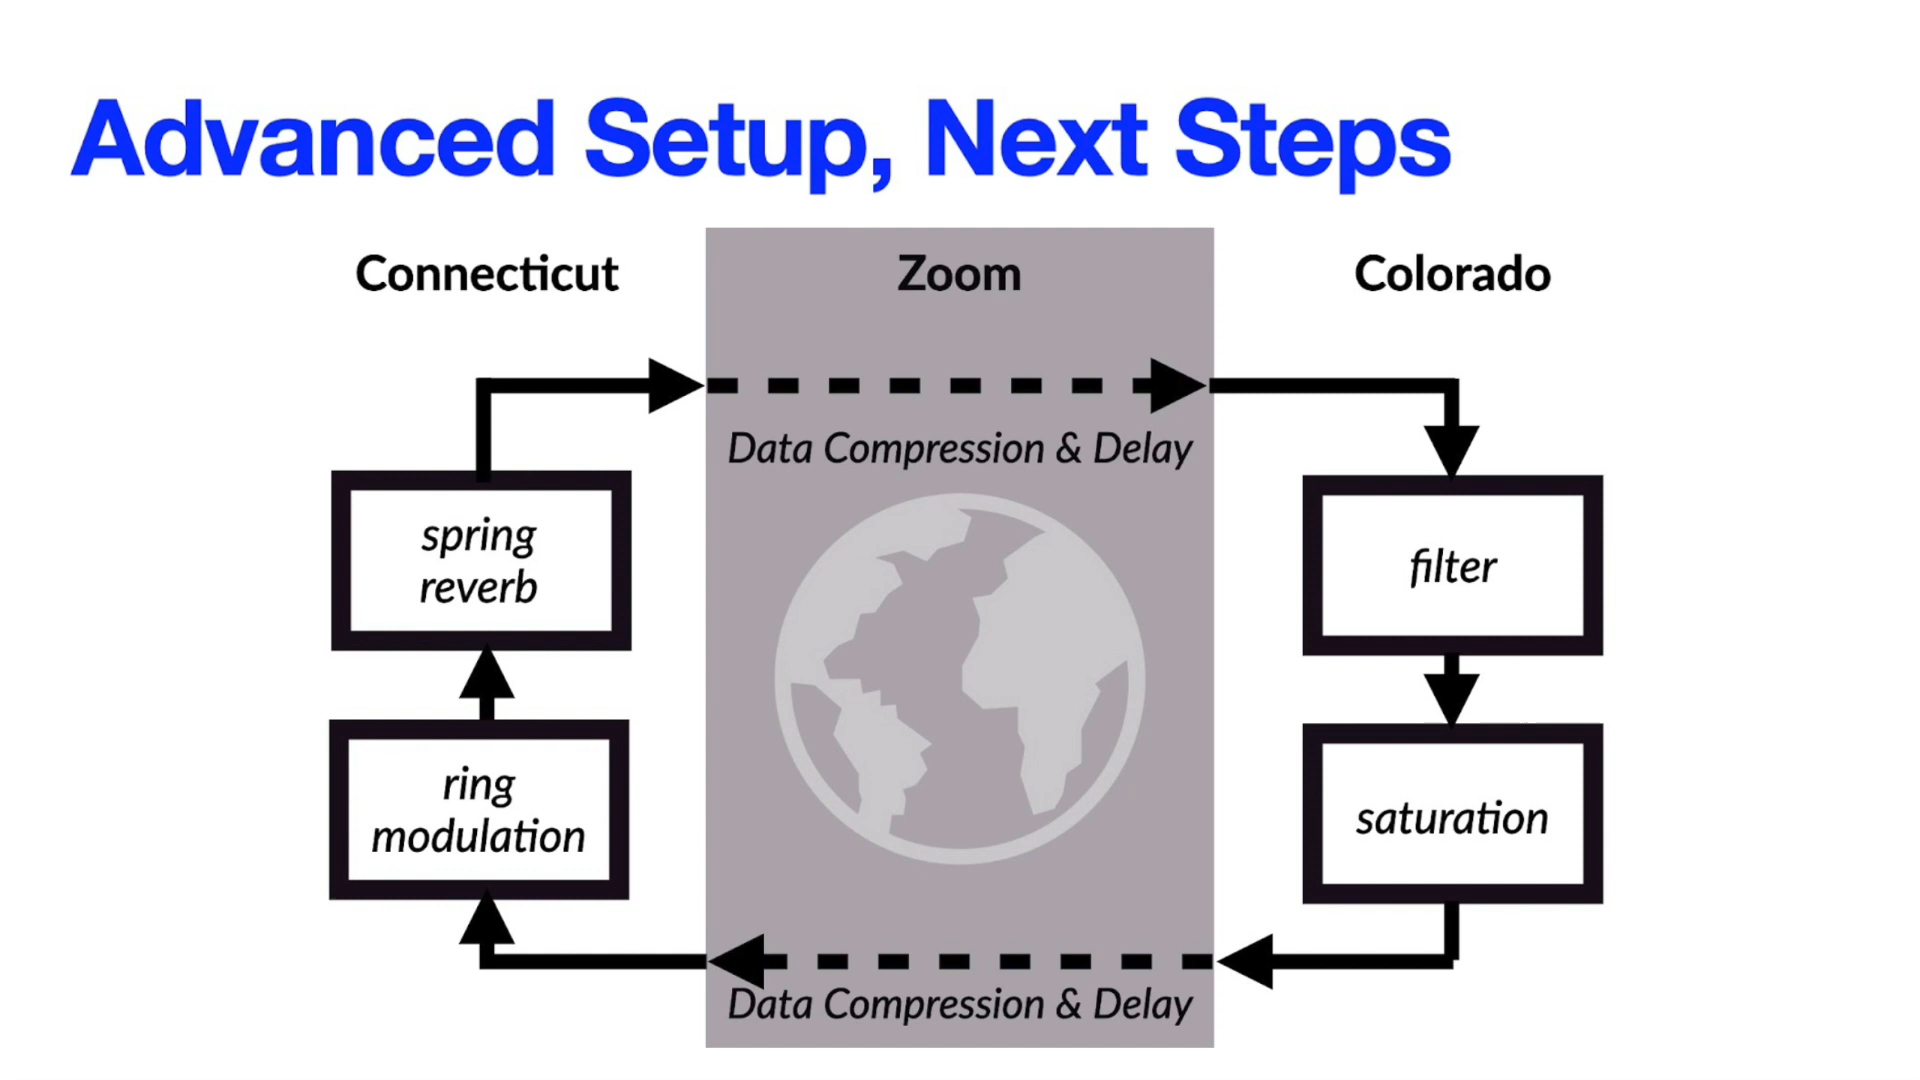 Advanced Setup, Next Steps
Connecticut
Zoom
Colorado
Data Compression & Delay
spring
reverb
filter
ring
modulation
saturation
Data Compression & Delay